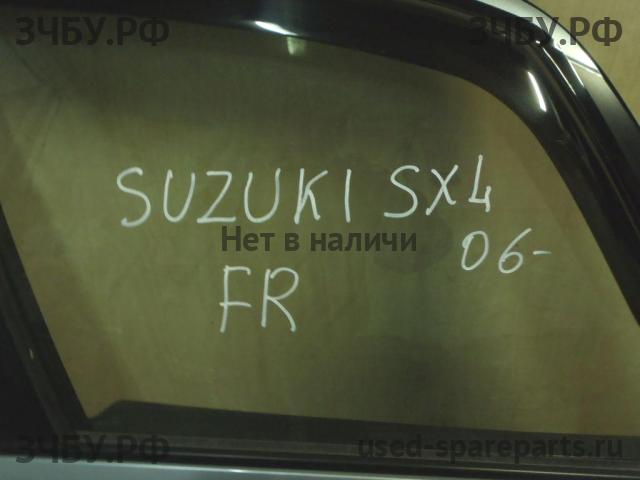 ЗЧБУ.РФ ЗЧБУ.РФ
SUZUKI SX4
Нет в наличи
06-
FR
ЗЧБУ.РФ used-spareparts.ru